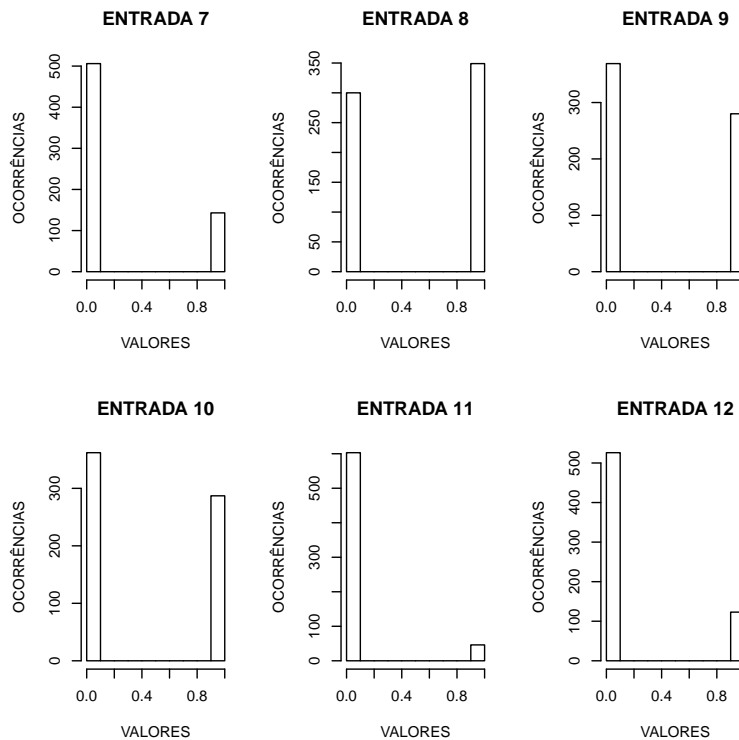 ENTRADA 7
OCORRÊNCIAS
0 100 200 300 400 500
0.0 0.4 0.8
VALORES
ENTRADA 8
OCORRÊNCIAS
0 50 150 250 350
0.0 0.4 0.8
VALORES
ENTRADA 9
OCORRÊNCIAS
0 100 300
0.0 0.4 0.8
VALORES
ENTRADA 10
OCORRÊNCIAS
0 100 300
0.0 0.4 0.8
VALORES
ENTRADA 11
OCORRÊNCIAS
0 100 300 500
0.0 0.4 0.8
VALORES
ENTRADA 12
OCORRÊNCIAS
0 100 200 300 400 500
0.0 0.4 0.8
VALORES